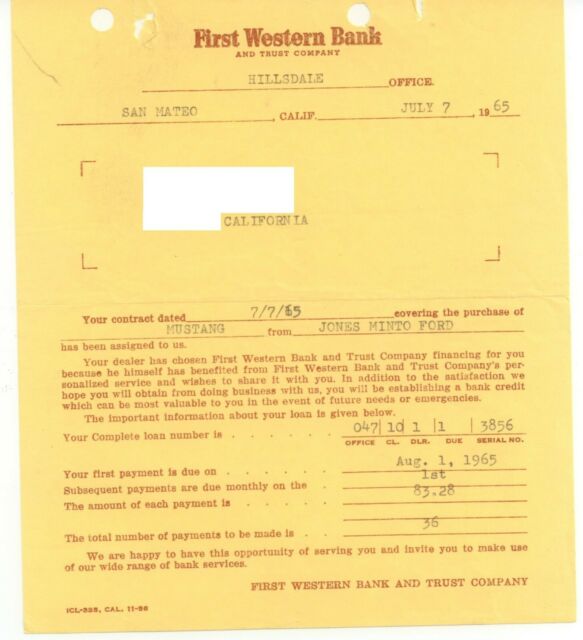 First Western Bank
AND TRUST COMPANY
HILLSDALE OFFICE.
SAN MATEO, CALIF. JULY 7, 1965
CALIFORNIA
Your contract dated 7/7/65 covering the purchase of
MUSTANG from JONES MINTO FORD
has been assigned to us.
Your dealer has chosen First Western Bank and Trust Company financing for you
because he himself has benefited from First Western Bank and Trust Company's per-
sonalized service and wishes to share it with you. In addition to the satisfaction we
hope you will obtain from doing business with us, you will be establishing a bank credit
which can be most valuable to you in the event of future needs or emergencies.
The important information about your loan is given below.
Your Complete loan number is . . . . . 047 10 1 1 3856
OFFICE CL. DLR. DUE SERIAL NO.
Your first payment is due on . . . . . Aug. 1, 1965
Subsequent payments are due monthly on the . 1st
The amount of each payment is . . . . . 83.28
The total number of payments to be made is . . 36
We are happy to have this opportunity of serving you and invite you to make use
of our wide range of bank services.
FIRST WESTERN BANK AND TRUST COMPANY